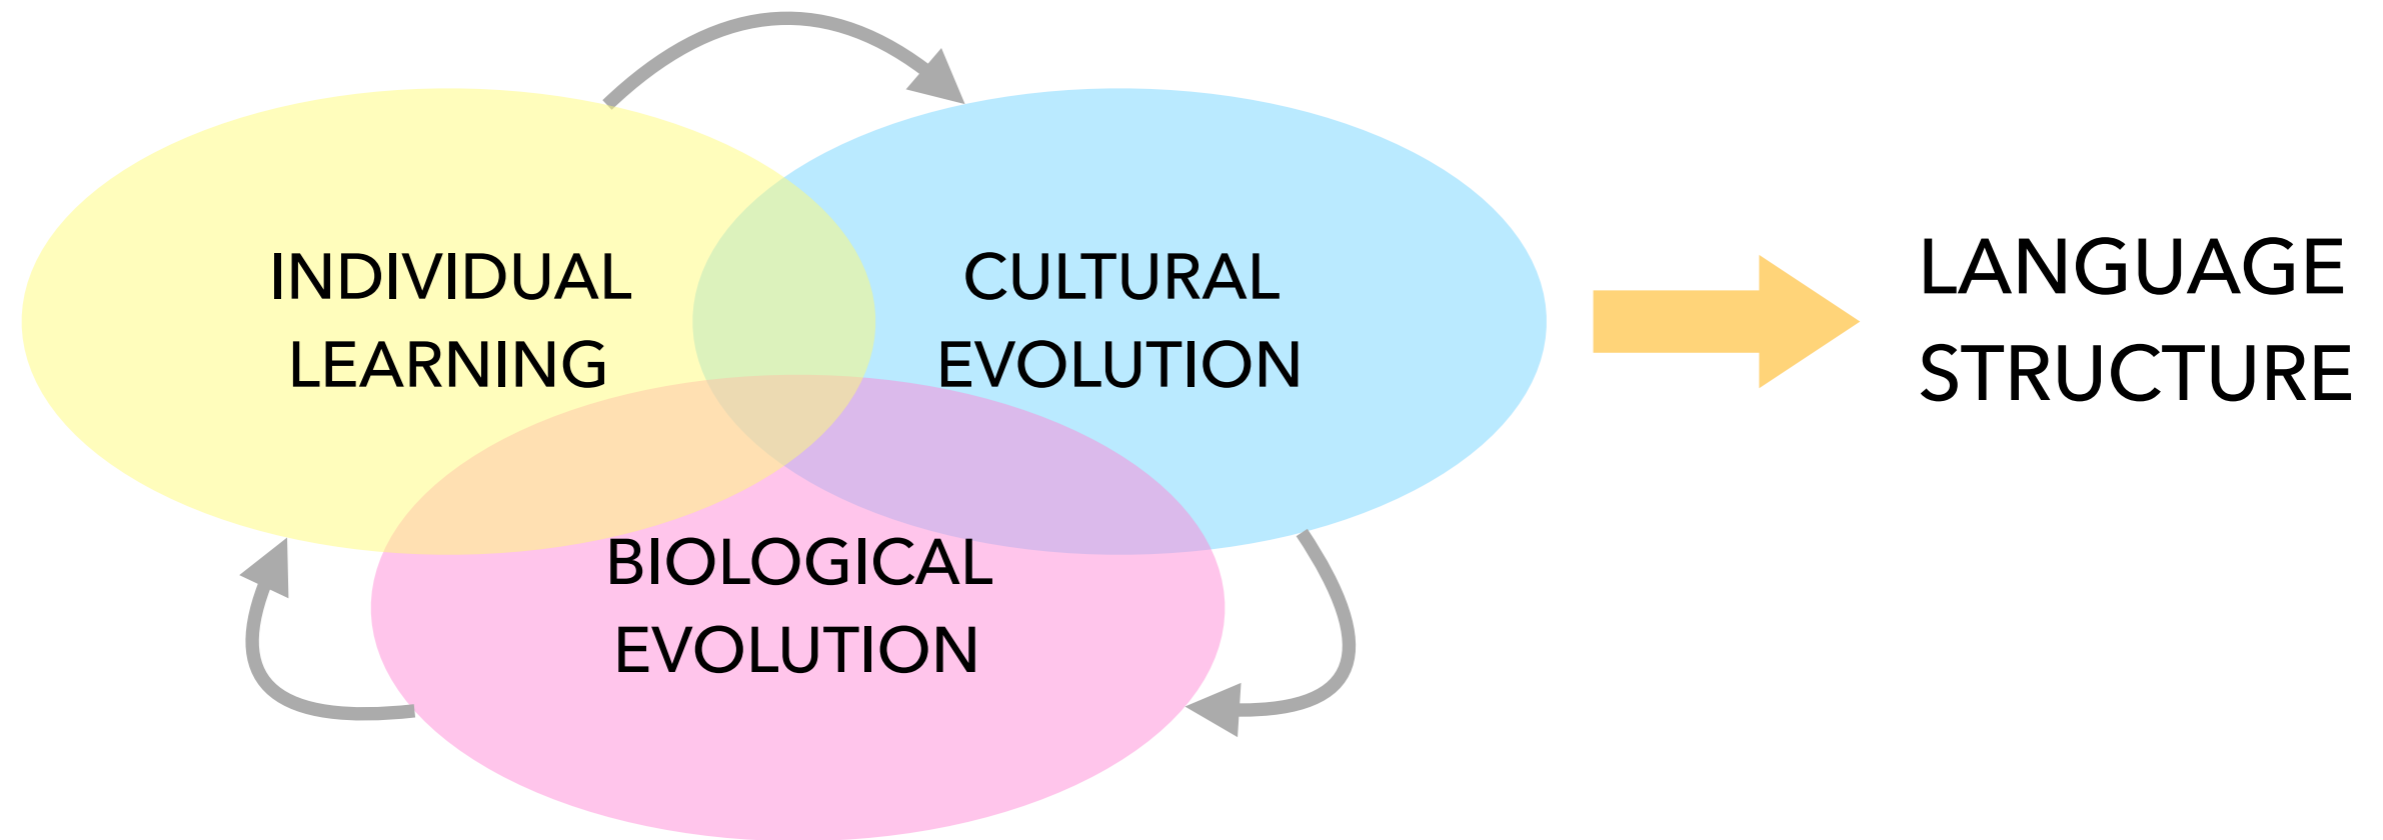 INDIVIDUAL
LEARNING
CULTURAL
EVOLUTION
BIOLOGICAL
EVOLUTION
LANGUAGE
STRUCTURE